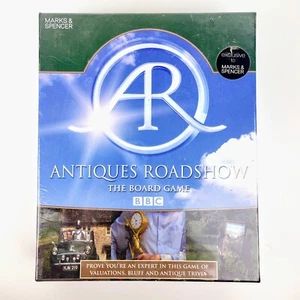 MARKS &
SPENCER
exclusive to
MARKS &
SPENCER
AR
ANTIQUES ROADSHOW
THE BOARD GAME
BBC
PROVE YOU'RE AN EXPERT IN THIS GAME OF
VALUATIONS, BLUFF AND ANTIQUE TRIVIA